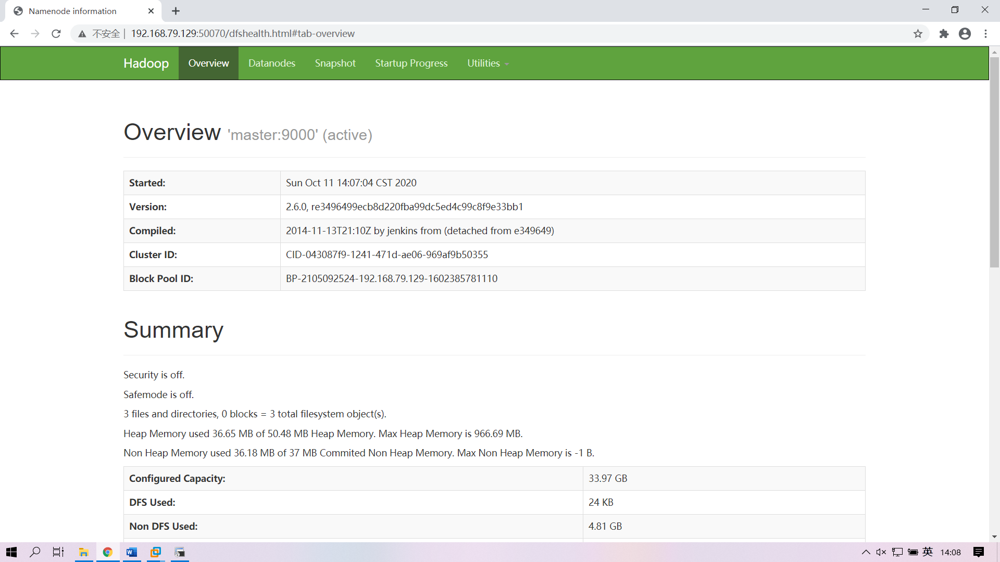 Namenode information
不安全 | 192.168.79.129:50070/dfshealth.html#tab-overview
Hadoop Overview Datanodes Snapshot Startup Progress Utilities
Overview 'master:9000' (active)
Started: Sun Oct 11 14:07:04 CST 2020
Version: 2.6.0, re3496499ecb8d220fba99dc5ed4c99c8f9e33bb1
Compiled: 2014-11-13T21:10Z by jenkins from (detached from e349649)
Cluster ID: CID-043087f9-1241-471d-ae06-969af9b50355
Block Pool ID: BP-2105092524-192.168.79.129-1602385781110
Summary
Security is off.
Safemode is off.
3 files and directories, 0 blocks = 3 total filesystem object(s).
Heap Memory used 36.65 MB of 50.48 MB Heap Memory. Max Heap Memory is 966.69 MB.
Non Heap Memory used 36.18 MB of 37 MB Commited Non Heap Memory. Max Non Heap Memory is -1 B.
Configured Capacity: 33.97 GB
DFS Used: 24 KB
Non DFS Used: 4.81 GB
英 14:08